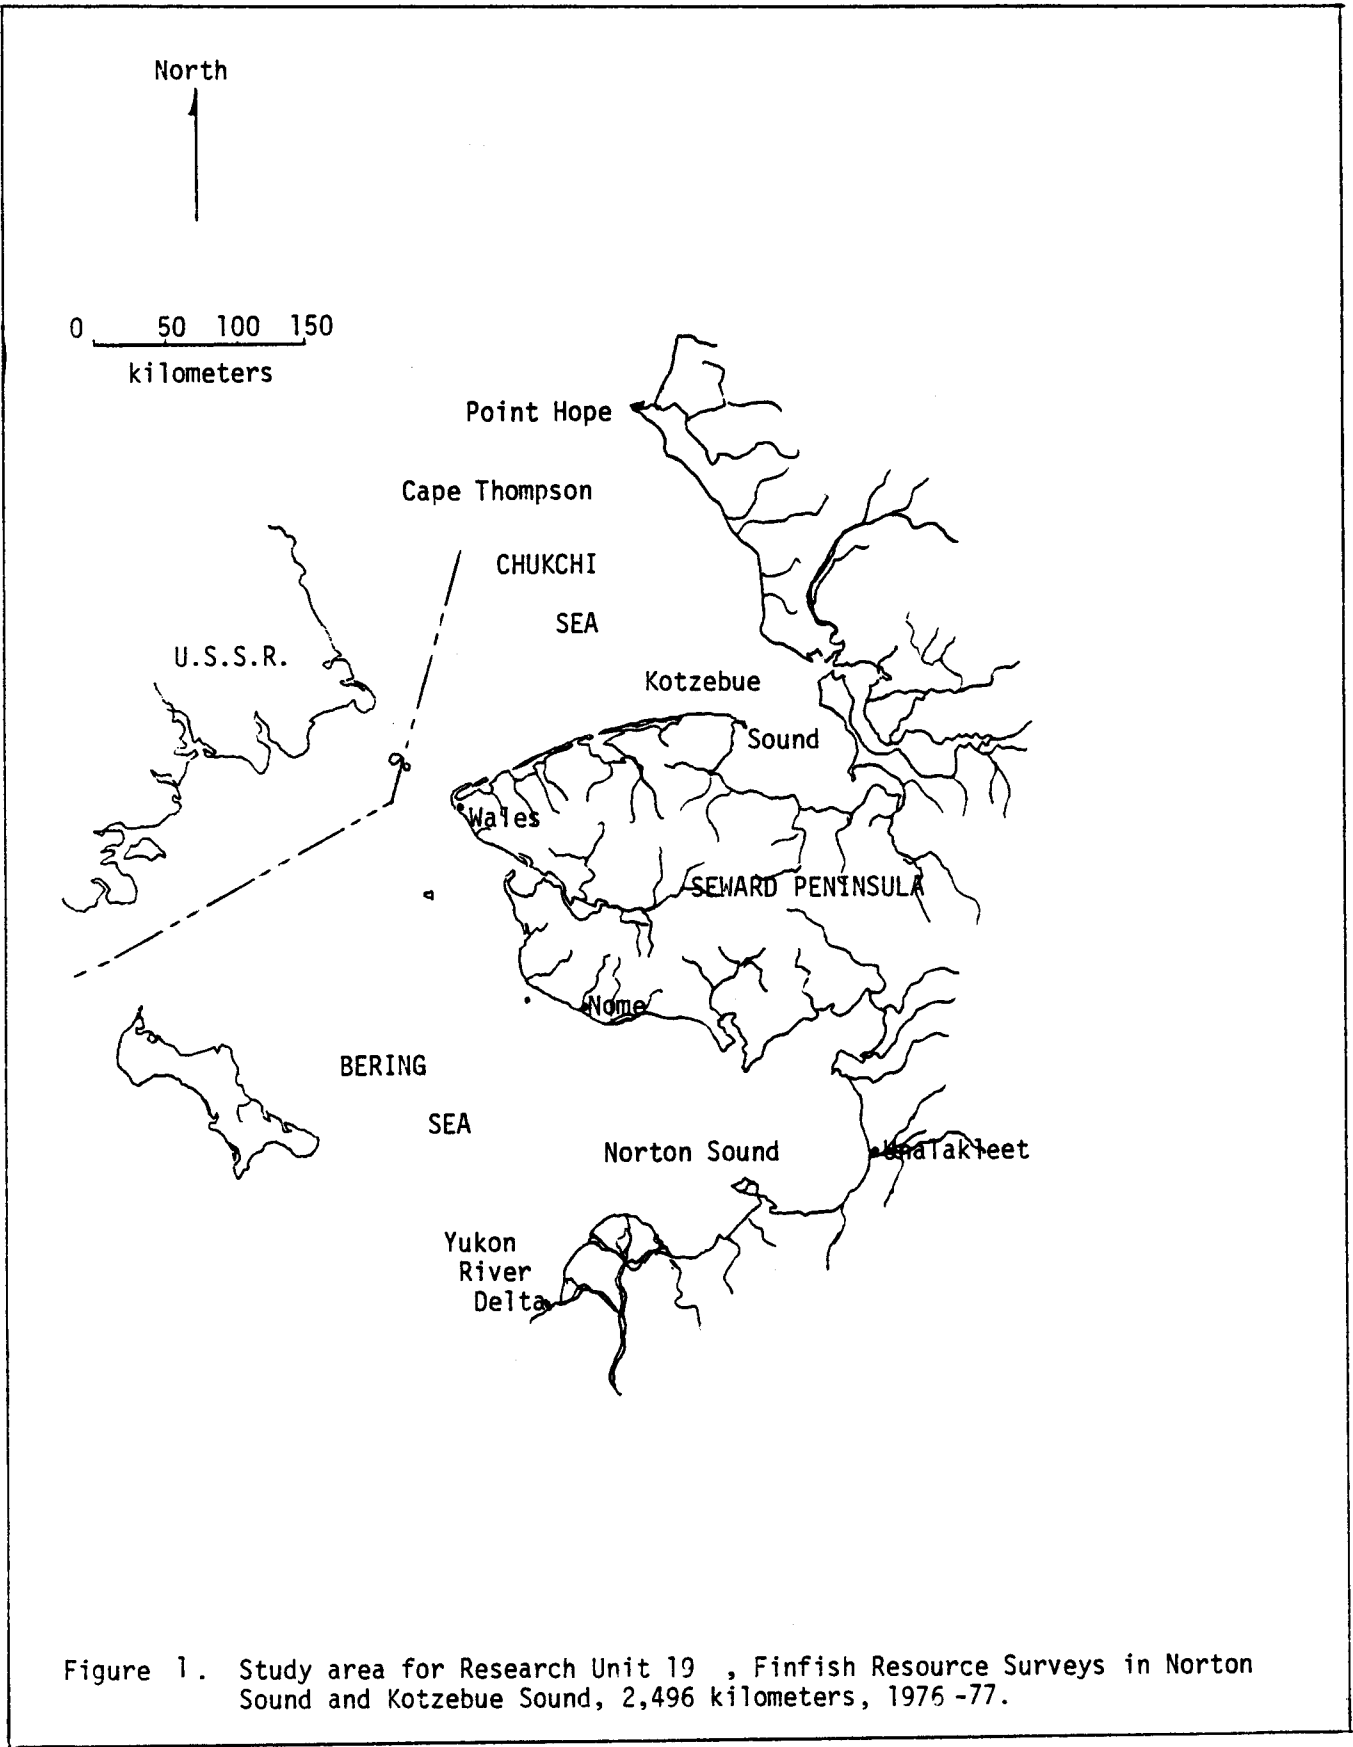 North
0 50 100 150
kilometers
Point Hope
Cape Thompson
CHUKCHI
SEA
U.S.S.R.
Kotzebue
Sound
Wales
SEWARD PENINSULA
Nome
BERING
SEA
Norton Sound
Unalakleet
Yukon
River
Delta
Figure 1. Study area for Research Unit 19 , Finfish Resource Surveys in Norton
Sound and Kotzebue Sound, 2,496 kilometers, 1976-77.